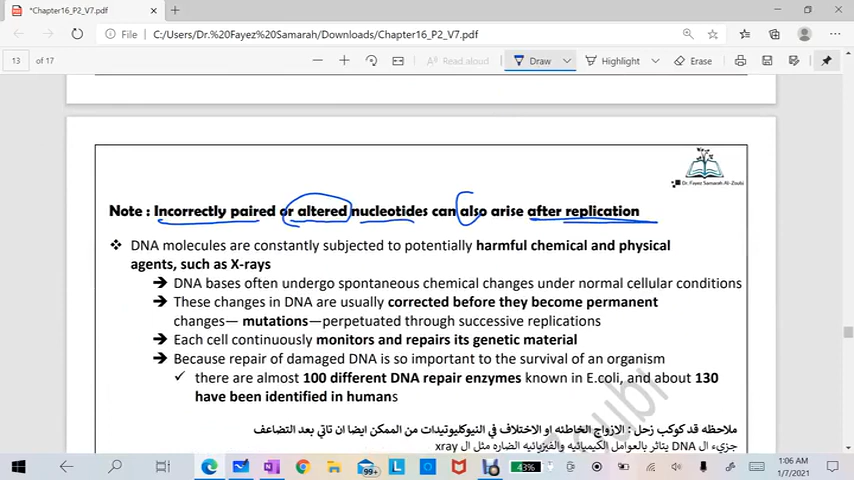 *Chapter16_P2_V7.pdf
File C:/Users/Dr.%20Fayez%20Samarah/Downloads/Chapter16_P2_V7.pdf
13 of 17 Read aloud Draw Highlight Erase
Dr. Fayez Samarah Al-Zoubi
Note : Incorrectly paired or altered nucleotides can also arise after replication
❖ DNA molecules are constantly subjected to potentially harmful chemical and physical
agents, such as X-rays
➔ DNA bases often undergo spontaneous chemical changes under normal cellular conditions
➔ These changes in DNA are usually corrected before they become permanent
changes— mutations—perpetuated through successive replications
➔ Each cell continuously monitors and repairs its genetic material
➔ Because repair of damaged DNA is so important to the survival of an organism
✓ there are almost 100 different DNA repair enzymes known in E.coli, and about 130
have been identified in humans
ملاحظه قد كوكب زحل : الازواج الخاطئه او الاختلاف في النيوكليوتيدات من الممكن ايضا ان تاتي بعد التضاعف
جزيء ال DNA يتاثر بالعوامل الكيميائيه والفيزيائيه الضاره مثل ال xray
oubi
99+
43%
1:06 AM
1/7/2021